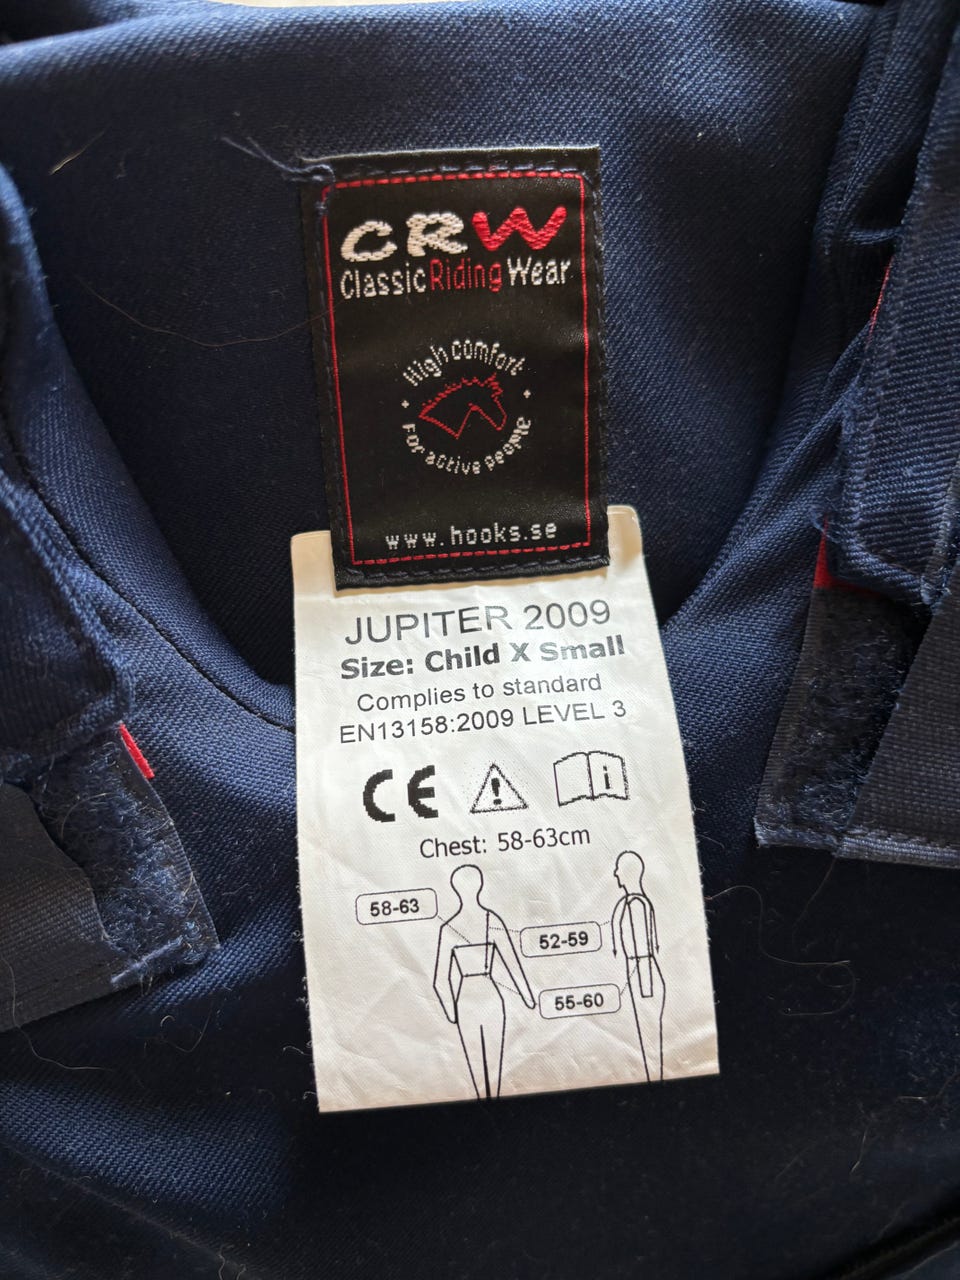 CRW
Classic Riding Wear
High comfort
For active people
www.hooks.se
JUPITER 2009
Size: Child X Small
Complies to standard
EN13158:2009 LEVEL 3
CE
Chest: 58-63cm
58-63
52-59
55-60